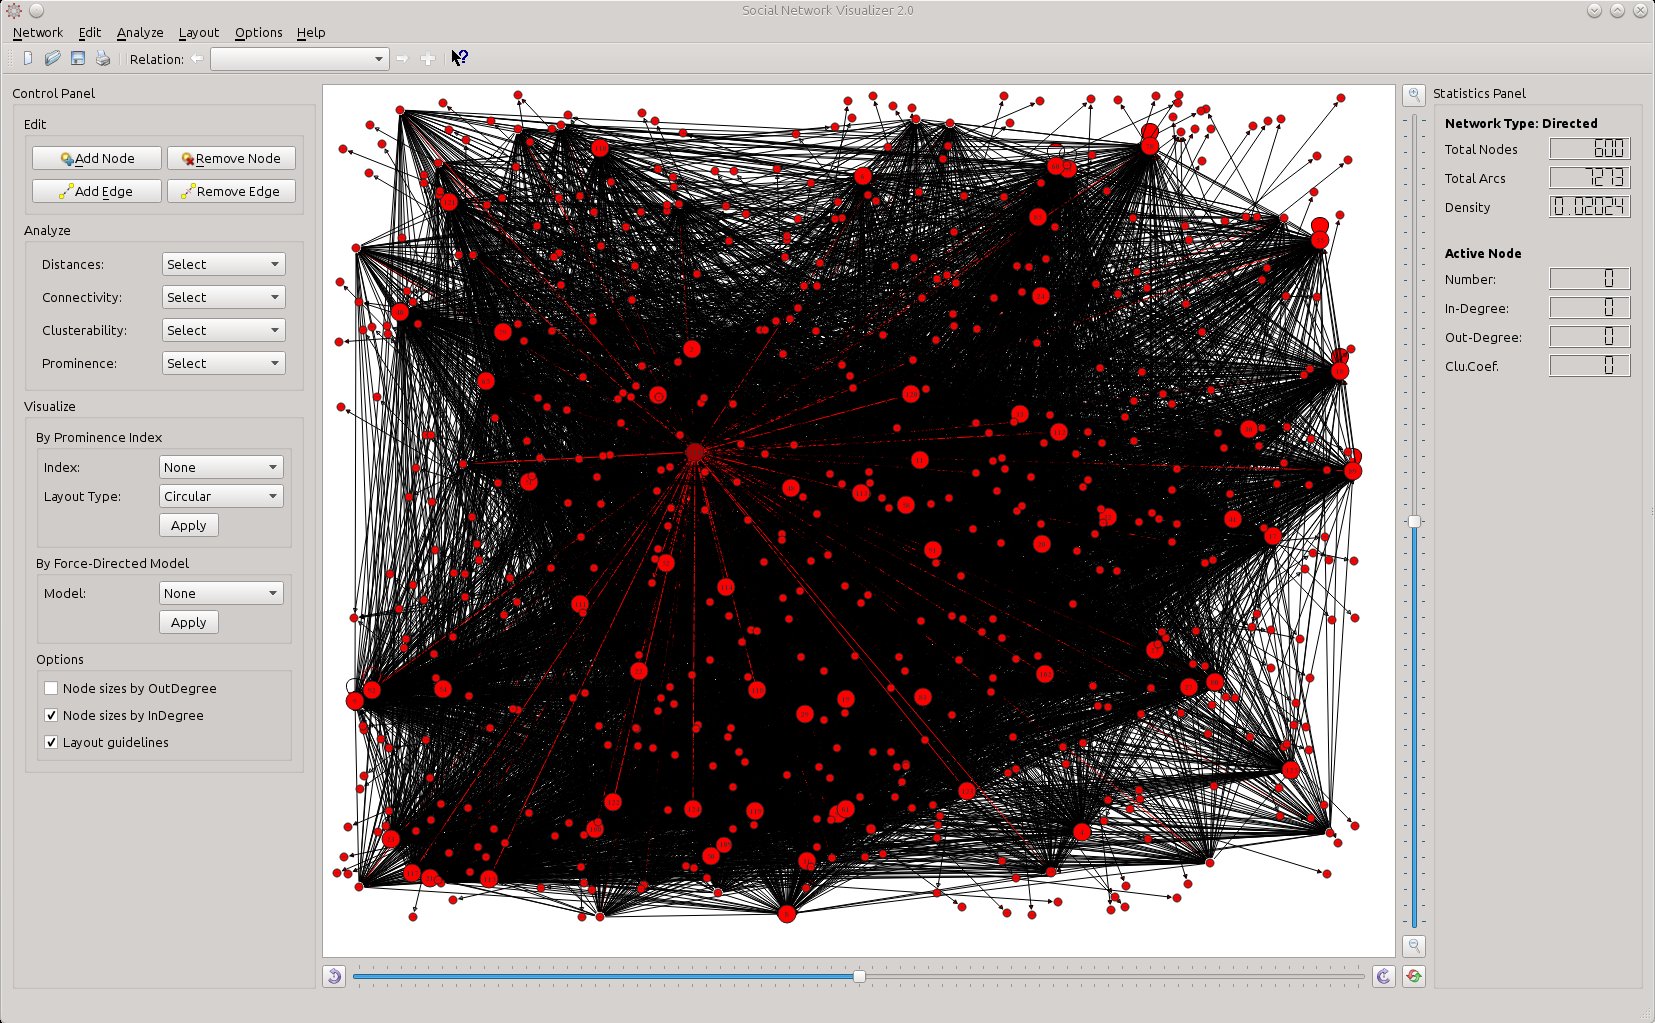 Social Network Visualizer 2.0
Network Edit Analyze Layout Options Help
Relation:
Control Panel
Edit
Add Node Remove Node
Add Edge Remove Edge
Analyze
Distances: Select
Connectivity: Select
Clusterability: Select
Prominence: Select
Visualize
By Prominence Index
Index: None
Layout Type: Circular
Apply
By Force-Directed Model
Model: None
Apply
Options
Node sizes by OutDegree
Node sizes by InDegree
Layout guidelines
Statistics Panel
Network Type: Directed
Total Nodes 600
Total Arcs 7273
Density 0.02024
Active Node
Number: 0
In-Degree: 0
Out-Degree: 0
Clu.Coef. 0